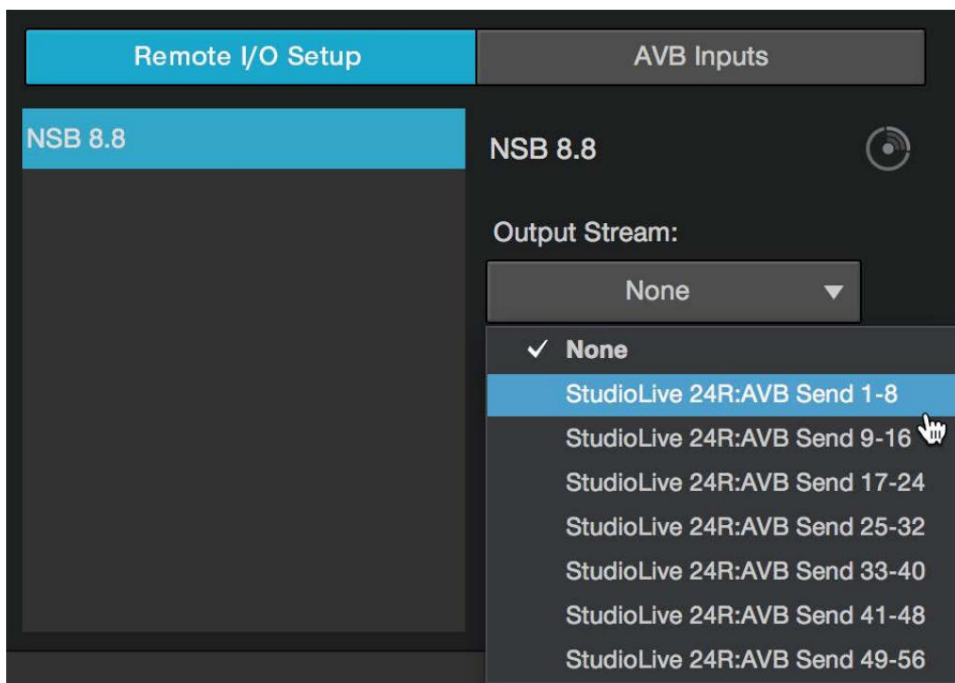 Remote I/O Setup
AVB Inputs
NSB 8.8
NSB 8.8
Output Stream:
None
✓ None
StudioLive 24R:AVB Send 1-8
StudioLive 24R:AVB Send 9-16
StudioLive 24R:AVB Send 17-24
StudioLive 24R:AVB Send 25-32
StudioLive 24R:AVB Send 33-40
StudioLive 24R:AVB Send 41-48
StudioLive 24R:AVB Send 49-56